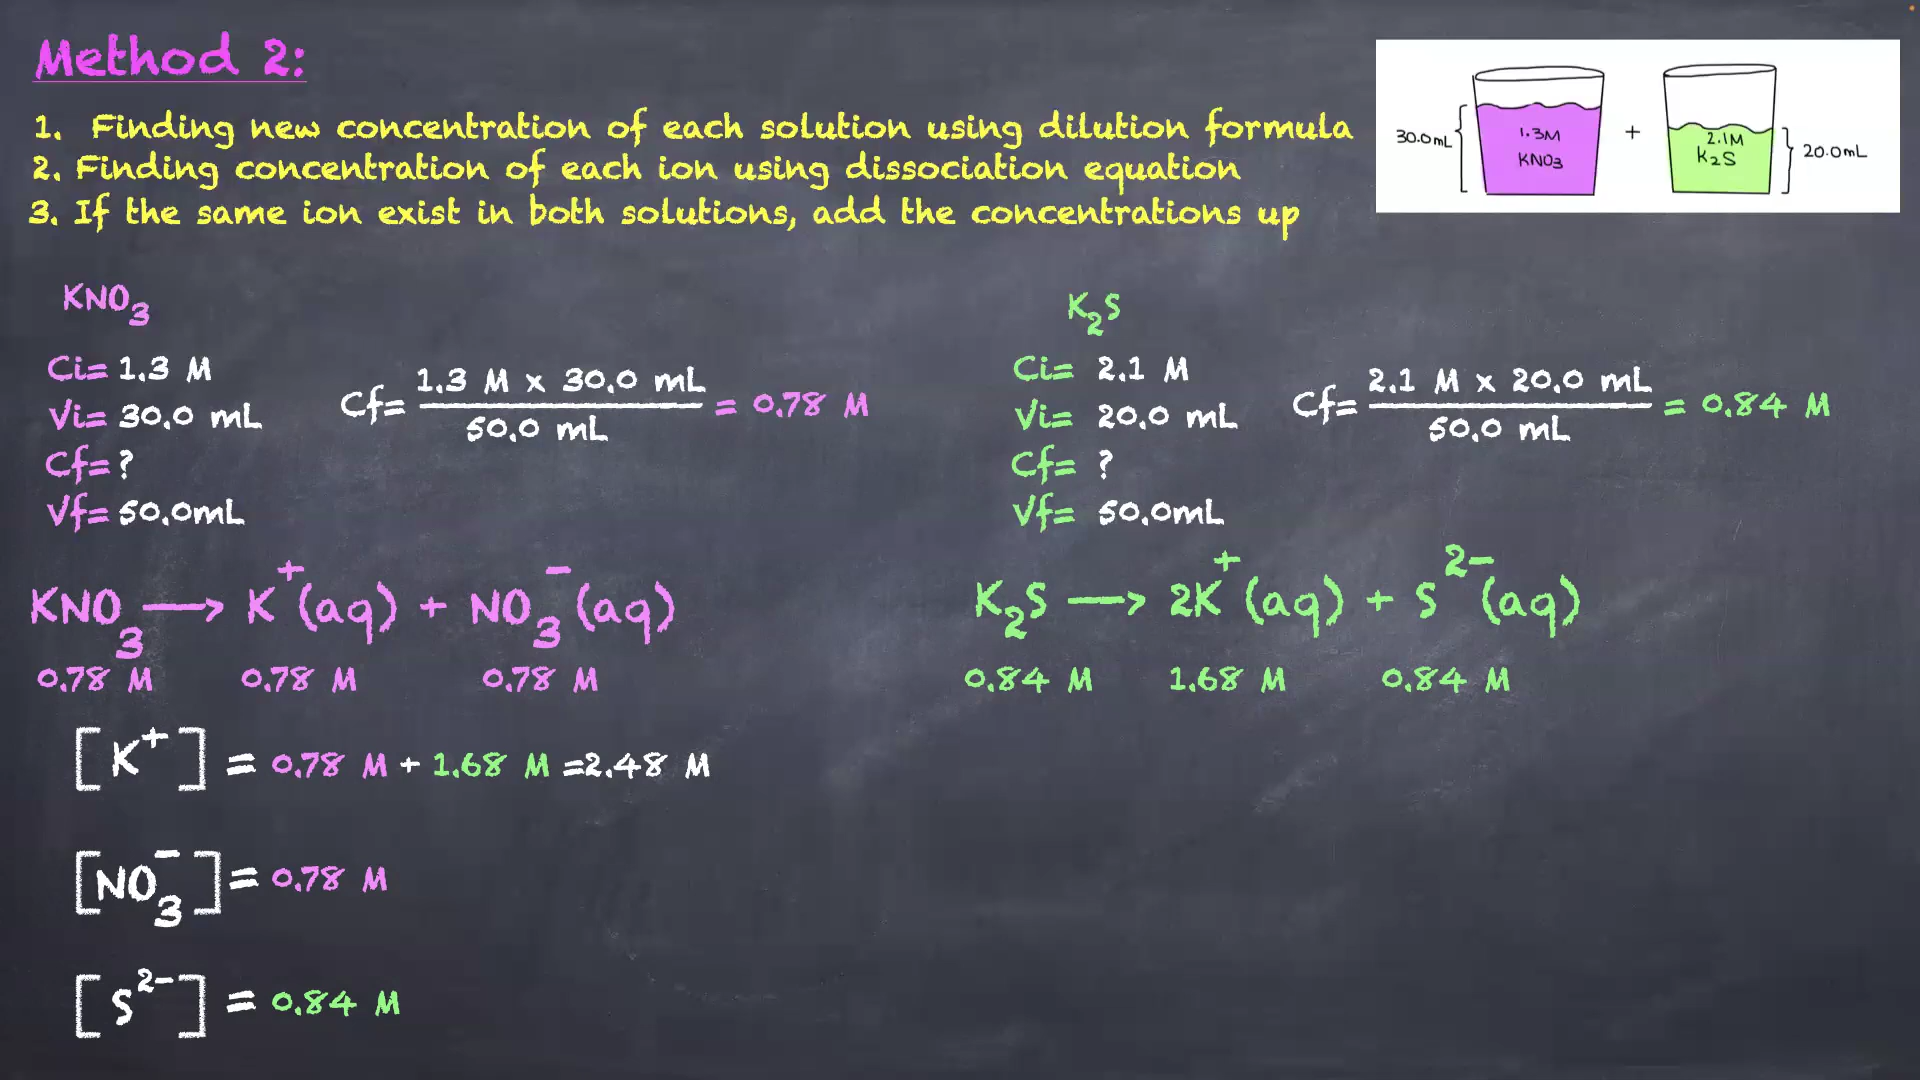 Method 2:
1. Finding new concentration of each solution using dilution formula
2. Finding concentration of each ion using dissociation equation
3. If the same ion exist in both solutions, add the concentrations up
30.0mL
1.3M
KNO3
+
2.1M
K2S
20.0mL
KNO₃
Ci= 1.3 M
Vi= 30.0 mL
Cf= ?
Vf= 50.0mL
Cf= 1.3 M x 30.0 mL / 50.0 mL = 0.78 M
K₂S
Ci= 2.1 M
Vi= 20.0 mL
Cf= ?
Vf= 50.0mL
Cf= 2.1 M x 20.0 mL / 50.0 mL = 0.84 M
KNO₃ → K⁺(aq) + NO₃⁻(aq)
0.78 M 0.78 M 0.78 M
K₂S → 2K⁺(aq) + S²⁻(aq)
0.84 M 1.68 M 0.84 M
[K⁺] = 0.78 M + 1.68 M =2.48 M
[NO₃⁻] = 0.78 M
[S²⁻] = 0.84 M